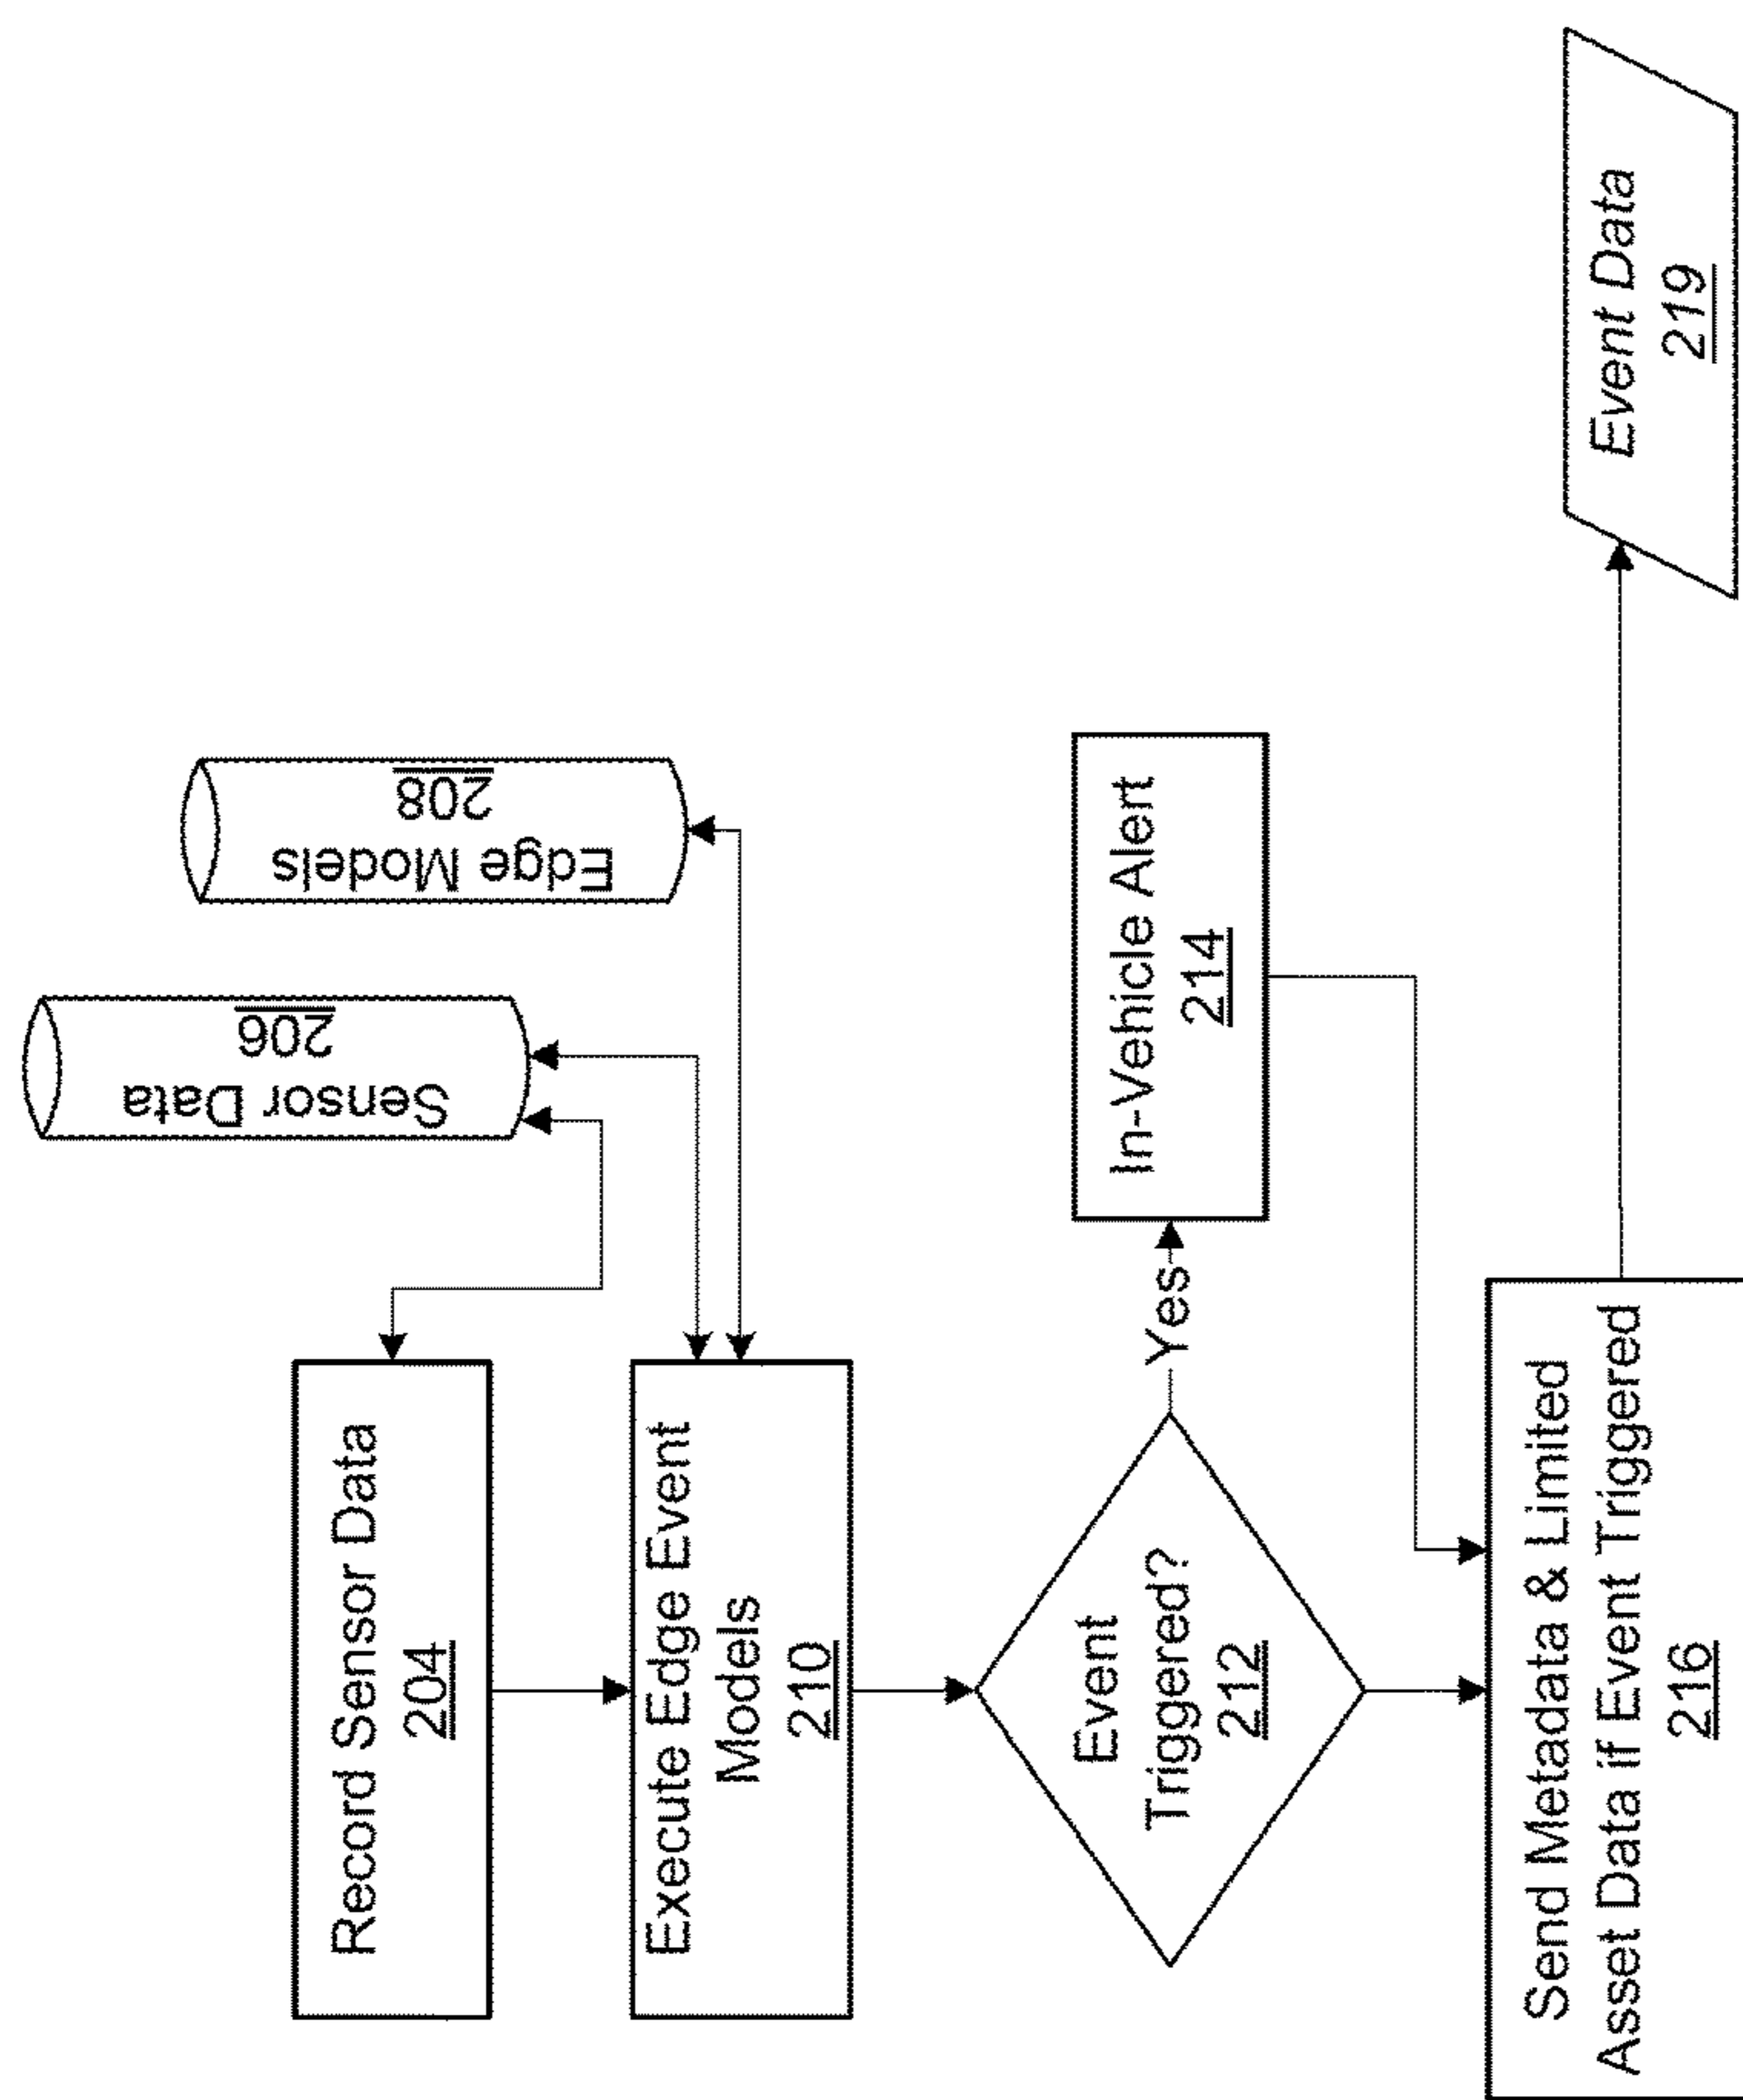 Record Sensor Data
204
Sensor Data
206
Edge Models
208
Execute Edge Event
Models
210
Event
Triggered?
212
Yes
In-Vehicle Alert
214
Send Metadata & Limited
Asset Data if Event Triggered
216
Event Data
219